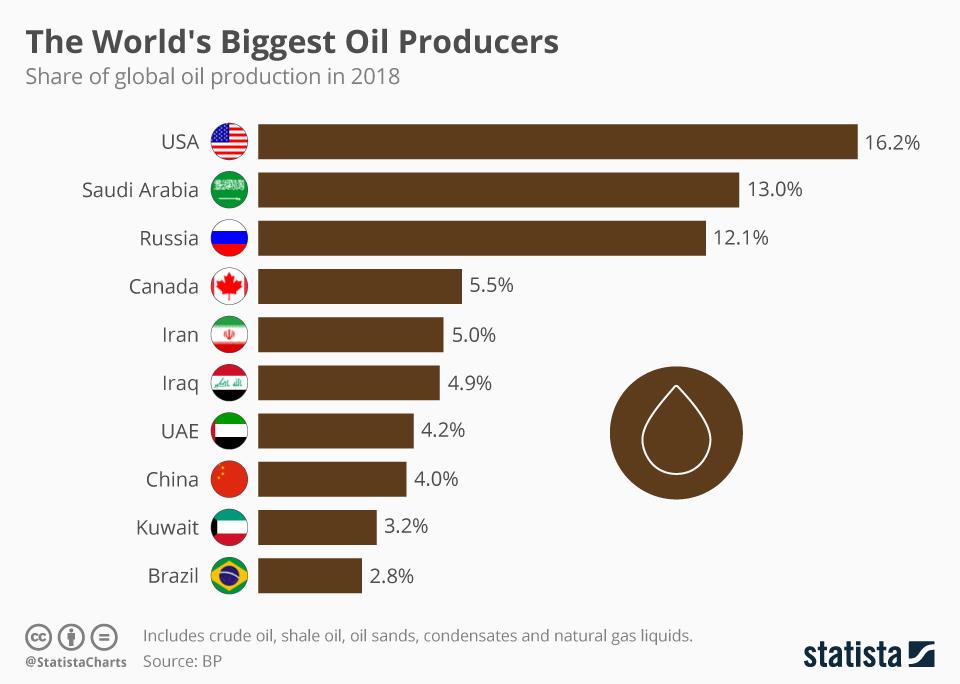 The World's Biggest Oil Producers
Share of global oil production in 2018
USA 16.2%
Saudi Arabia 13.0%
Russia 12.1%
Canada 5.5%
Iran 5.0%
Iraq 4.9%
UAE 4.2%
China 4.0%
Kuwait 3.2%
Brazil 2.8%
cc Includes crude oil, shale oil, oil sands, condensates and natural gas liquids.
@StatistaCharts Source: BP
statista